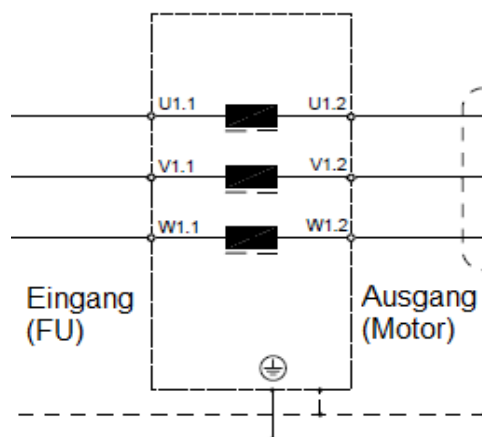 U1.1 U1.2
V1.1 V1.2
W1.1 W1.2
Eingang
(FU)
Ausgang
(Motor)